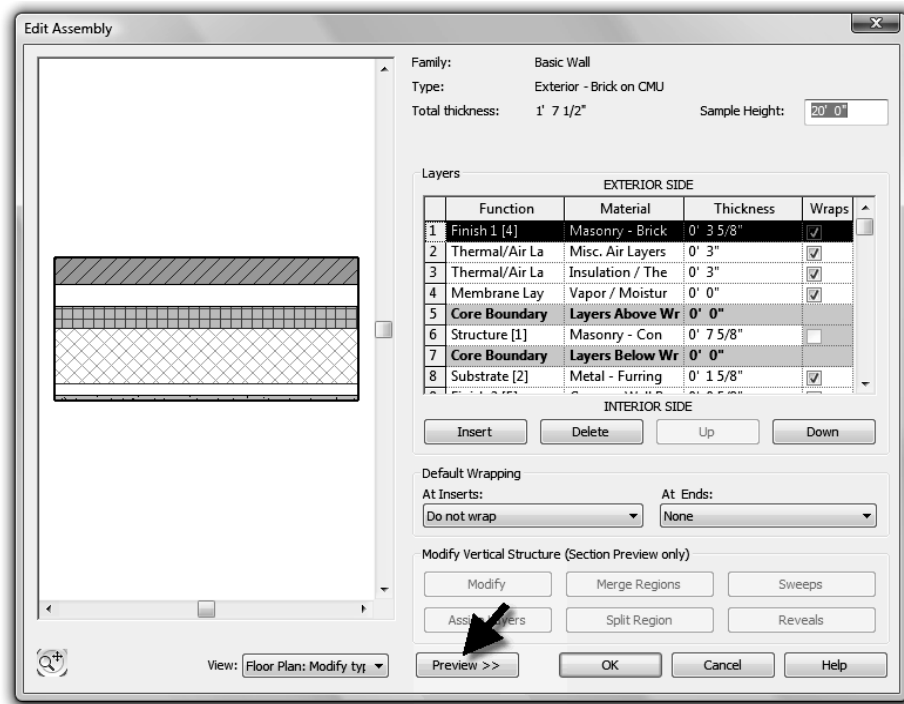 Edit Assembly
Family: Basic Wall
Type: Exterior - Brick on CMU
Total thickness: 1' 7 1/2" Sample Height: 20' 0"
Layers
EXTERIOR SIDE
Function Material Thickness Wraps
1 Finish 1 [4] Masonry - Brick 0' 3 5/8"
2 Thermal/Air La Misc. Air Layers 0' 3"
3 Thermal/Air La Insulation / The 0' 3"
4 Membrane Lay Vapor / Moistur 0' 0"
5 Core Boundary Layers Above Wr 0' 0"
6 Structure [1] Masonry - Con 0' 7 5/8"
7 Core Boundary Layers Below Wr 0' 0"
8 Substrate [2] Metal - Furring 0' 1 5/8"
INTERIOR SIDE
Insert Delete Up Down
Default Wrapping
At Inserts: At Ends:
Do not wrap None
Modify Vertical Structure (Section Preview only)
Modify Merge Regions Sweeps
Split Region Reveals
View: Floor Plan: Modify typ Preview >> OK Cancel Help